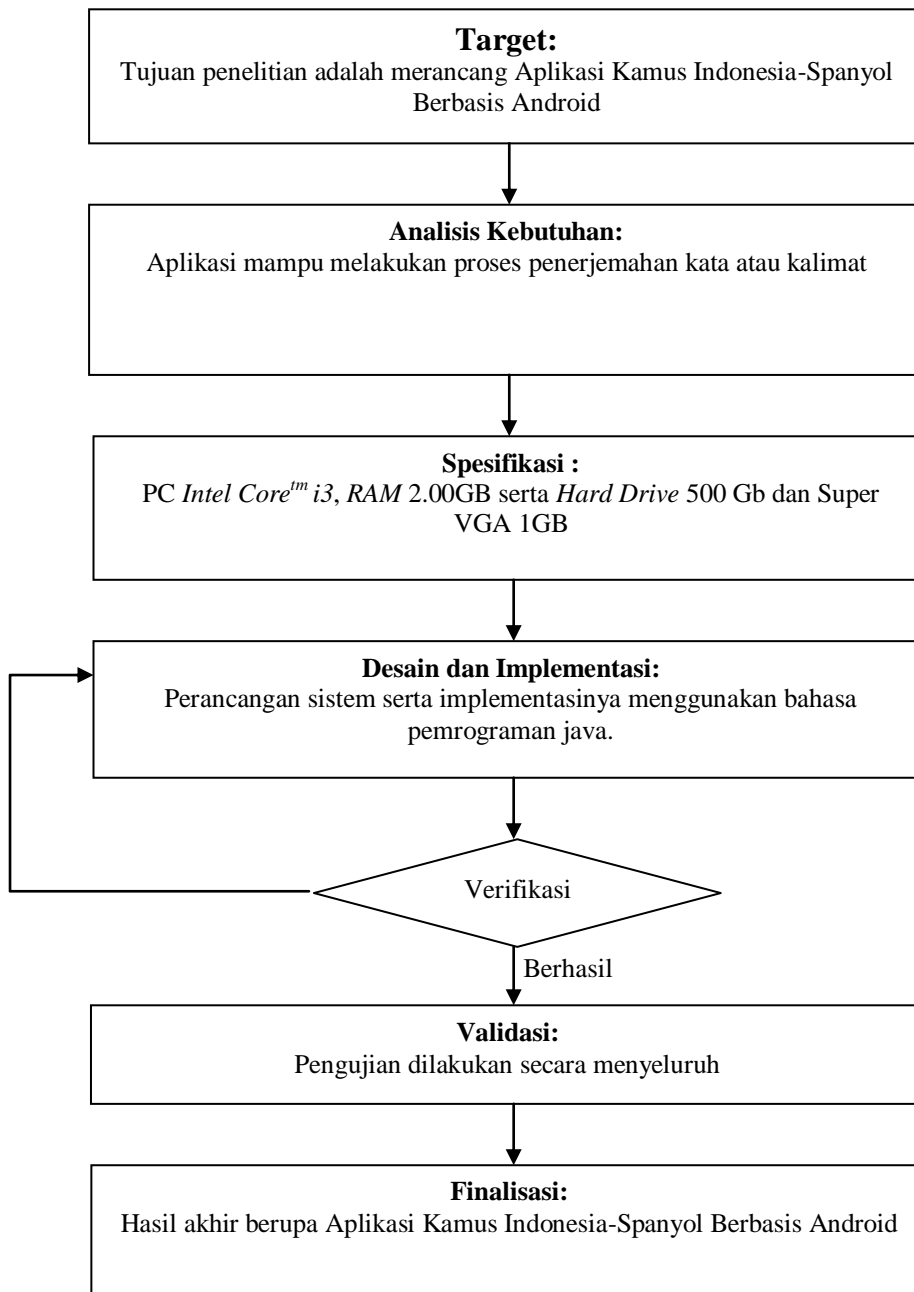 Target:
Tujuan penelitian adalah merancang Aplikasi Kamus Indonesia-Spanyol
Berbasis Android
Analisis Kebutuhan:
Aplikasi mampu melakukan proses penerjemahan kata atau kalimat
Spesifikasi :
PC Intel Core™ i3, RAM 2.00GB serta Hard Drive 500 Gb dan Super
VGA 1GB
Desain dan Implementasi:
Perancangan sistem serta implementasinya menggunakan bahasa
pemrograman java.
Verifikasi
Berhasil
Validasi:
Pengujian dilakukan secara menyeluruh
Finalisasi:
Hasil akhir berupa Aplikasi Kamus Indonesia-Spanyol Berbasis Android